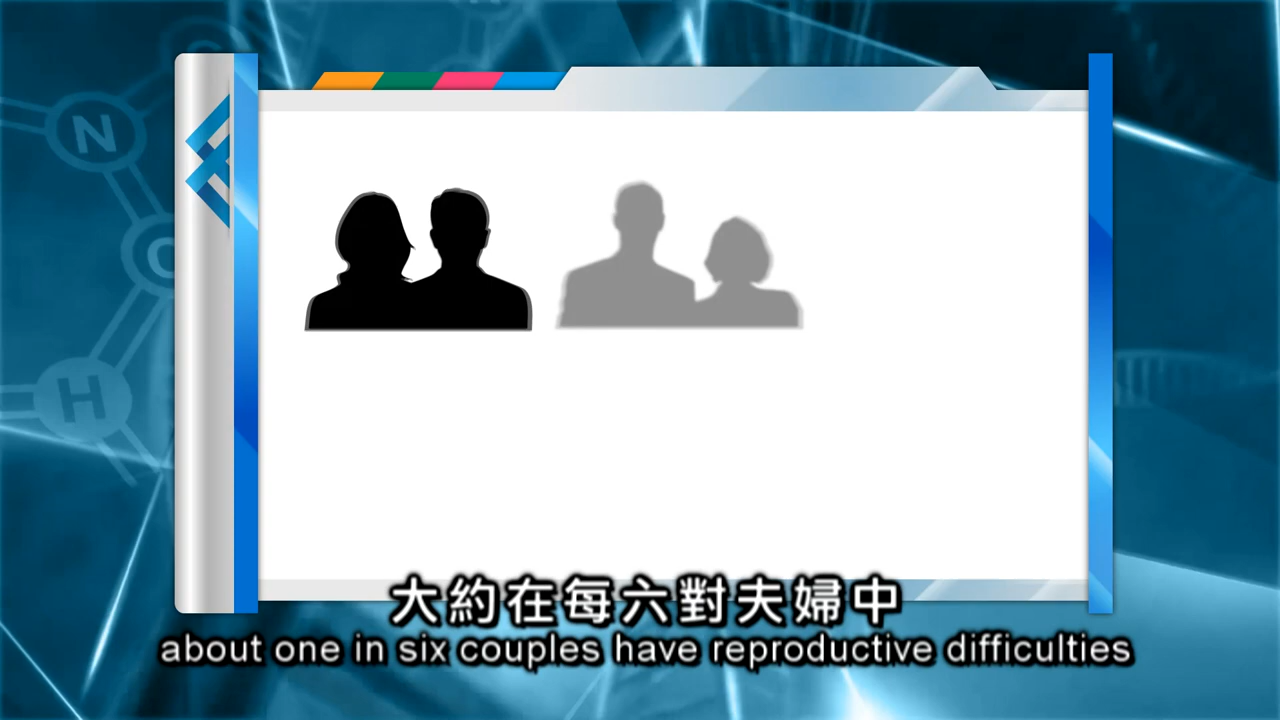 N
C
H
大約在每六對夫婦中
about one in six couples have reproductive difficulties